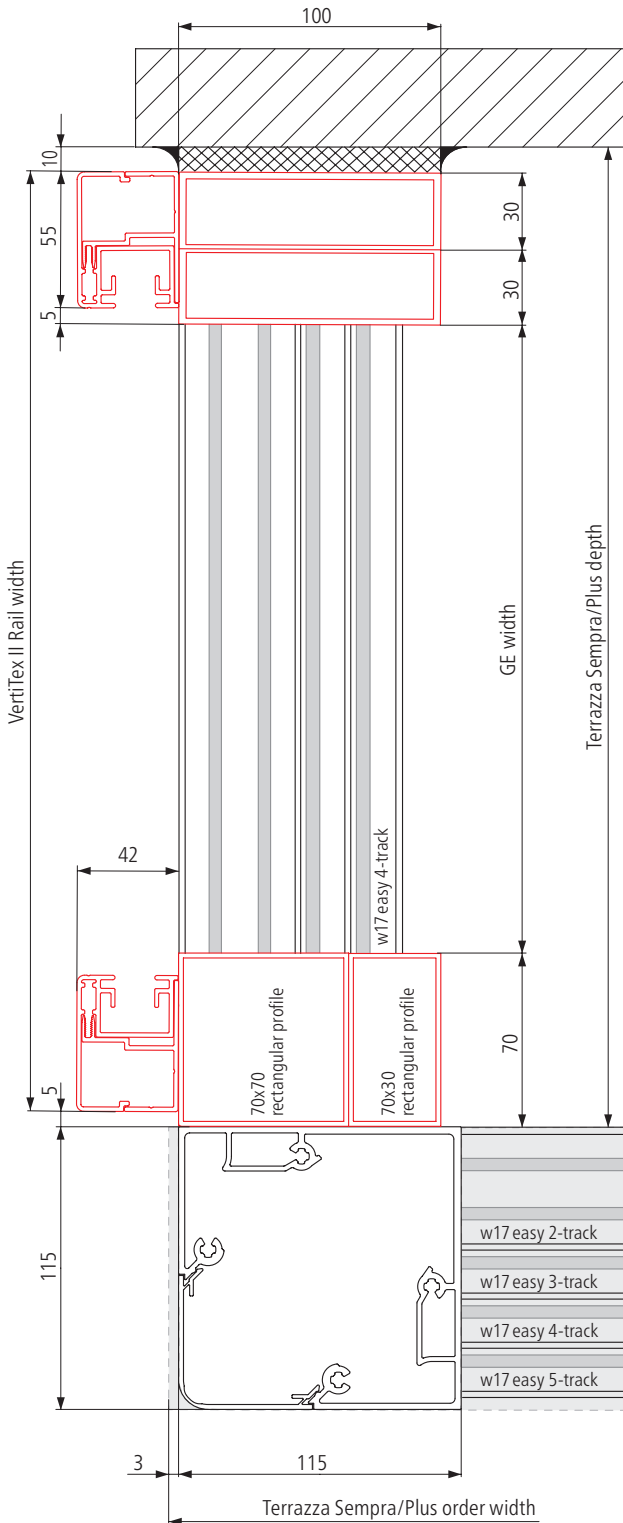 100
10
55
5
30
30
VertiTex II Rail width
GE width
Terrazza Sempra/Plus depth
w17 easy 4-track
42
70x70
rectangular profile
70x30
rectangular profile
70
5
115
w17 easy 2-track
w17 easy 3-track
w17 easy 4-track
w17 easy 5-track
3
115
Terrazza Sempra/Plus order width